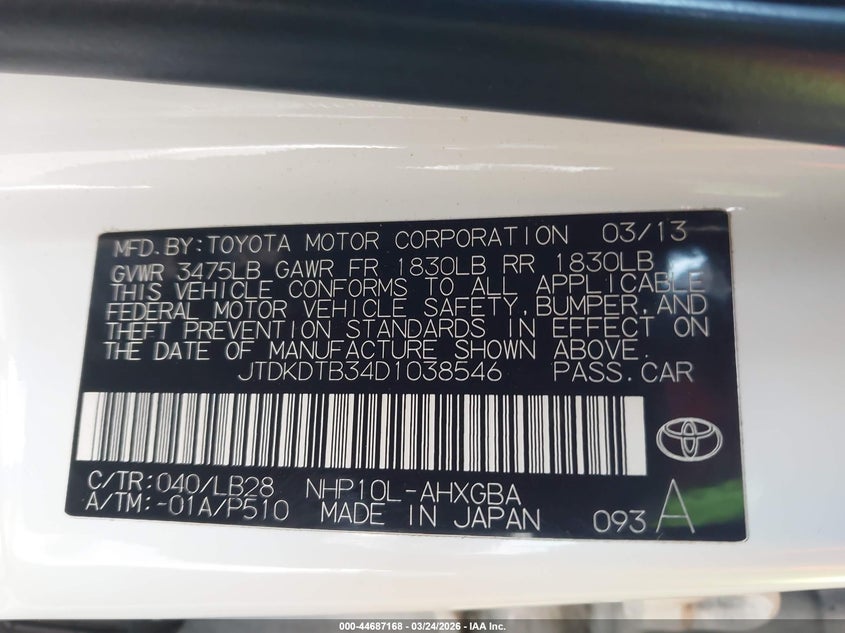 MFD. BY: TOYOTA MOTOR CORPORATION 03/13
GVWR 3475LB GAWR FR 1830LB RR 1830LB
THIS VEHICLE CONFORMS TO ALL APPLICABLE
FEDERAL MOTOR VEHICLE SAFETY, BUMPER, AND
THEFT PREVENTION STANDARDS IN EFFECT ON
THE DATE OF MANUFACTURE SHOWN ABOVE.
JTDKDTB34D1038546 PASS. CAR
C/TR: 040/LB28 NHP10L-AHXGBA
A/TM: -01A/P510 MADE IN JAPAN 093 A
000-44687168 - 03/24/2026 - IAA Inc.